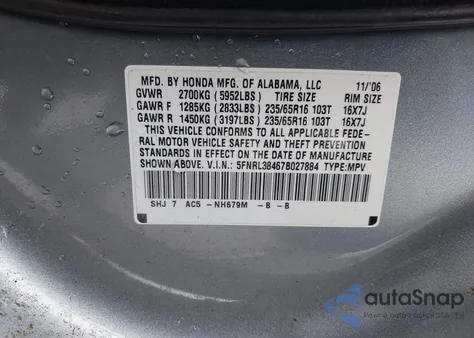 MFD. BY HONDA MFG. OF ALABAMA, LLC 11/'06
GVWR 2700KG (5952LBS) TIRE SIZE RIM SIZE
GAWR F 1285KG (2833LBS) 235/65R16 103T 16X7J
GAWR R 1450KG (3197LBS) 235/65R16 103T 16X7J
THIS VEHICLE CONFORMS TO ALL APPLICABLE FEDE-
RAL MOTOR VEHICLE SAFETY AND THEFT PREVENTION
STANDARDS IN EFFECT ON THE DATE OF MANUFACTURE
SHOWN ABOVE. V.I.N.: 5FNRL38467B027884 TYPE:MPV
SHJ 7 AC5 -NH679M -B -B
autoSnap